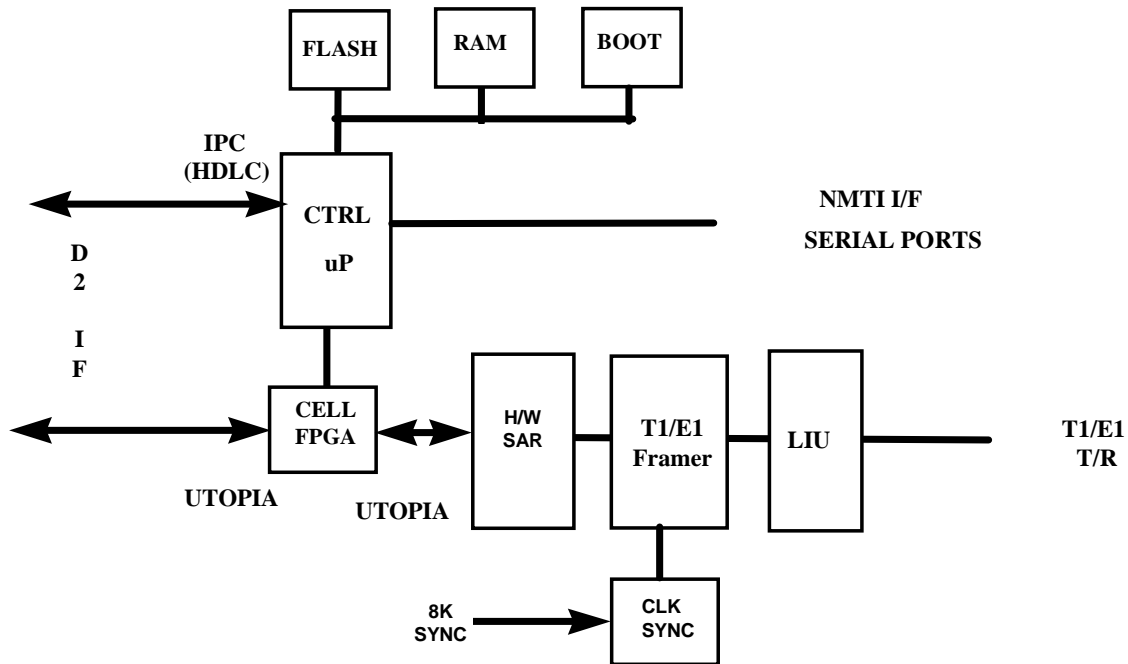 FLASH
RAM
BOOT
IPC
(HDLC)
CTRL
uP
NMTI I/F
SERIAL PORTS
D
2
I
F
CELL
FPGA
H/W
SAR
T1/E1
Framer
LIU
T1/E1
T/R
UTOPIA
UTOPIA
8K
SYNC
CLK
SYNC